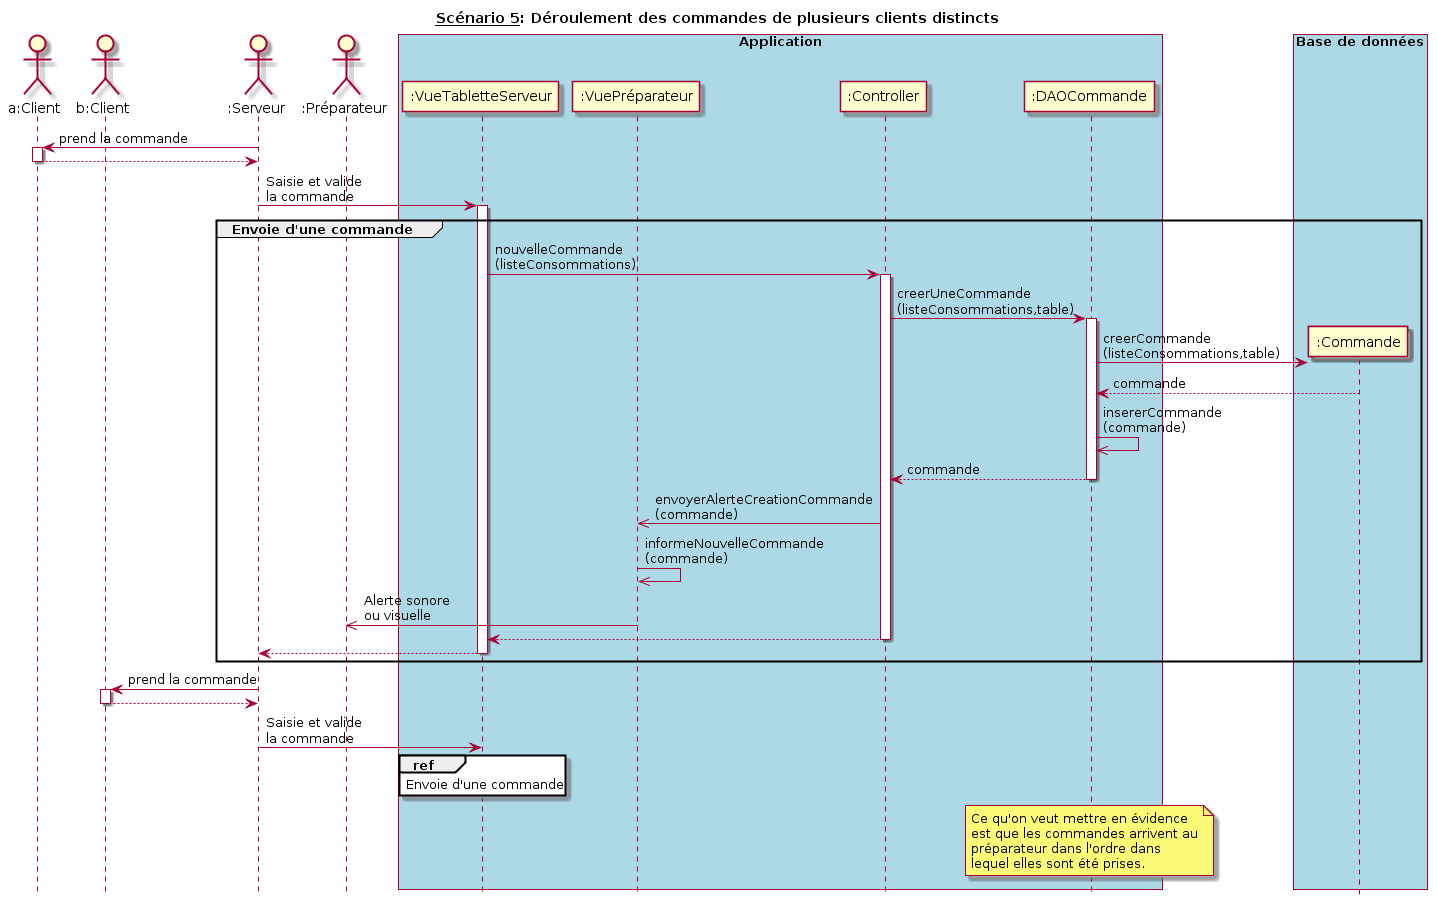 Scénario 5: Déroulement des commandes de plusieurs clients distincts
Application
Base de données
a:Client
b:Client
:Serveur
:Préparateur
:VueTabletteServeur
:VuePréparateur
:Controller
:DAOCommande
prend la commande
Saisie et valide
la commande
Envoie d'une commande
nouvelleCommande
(listeConsommations)
creerUneCommande
(listeConsommations,table)
:Commande
creerCommande
(listeConsommations,table)
commande
insererCommande
(commande)
commande
envoyerAlerteCreationCommande
(commande)
informeNouvelleCommande
(commande)
Alerte sonore
ou visuelle
prend la commande
Saisie et valide
la commande
ref
Envoie d'une commande
Ce qu'on veut mettre en évidence
est que les commandes arrivent au
préparateur dans l'ordre dans
lequel elles sont été prises.